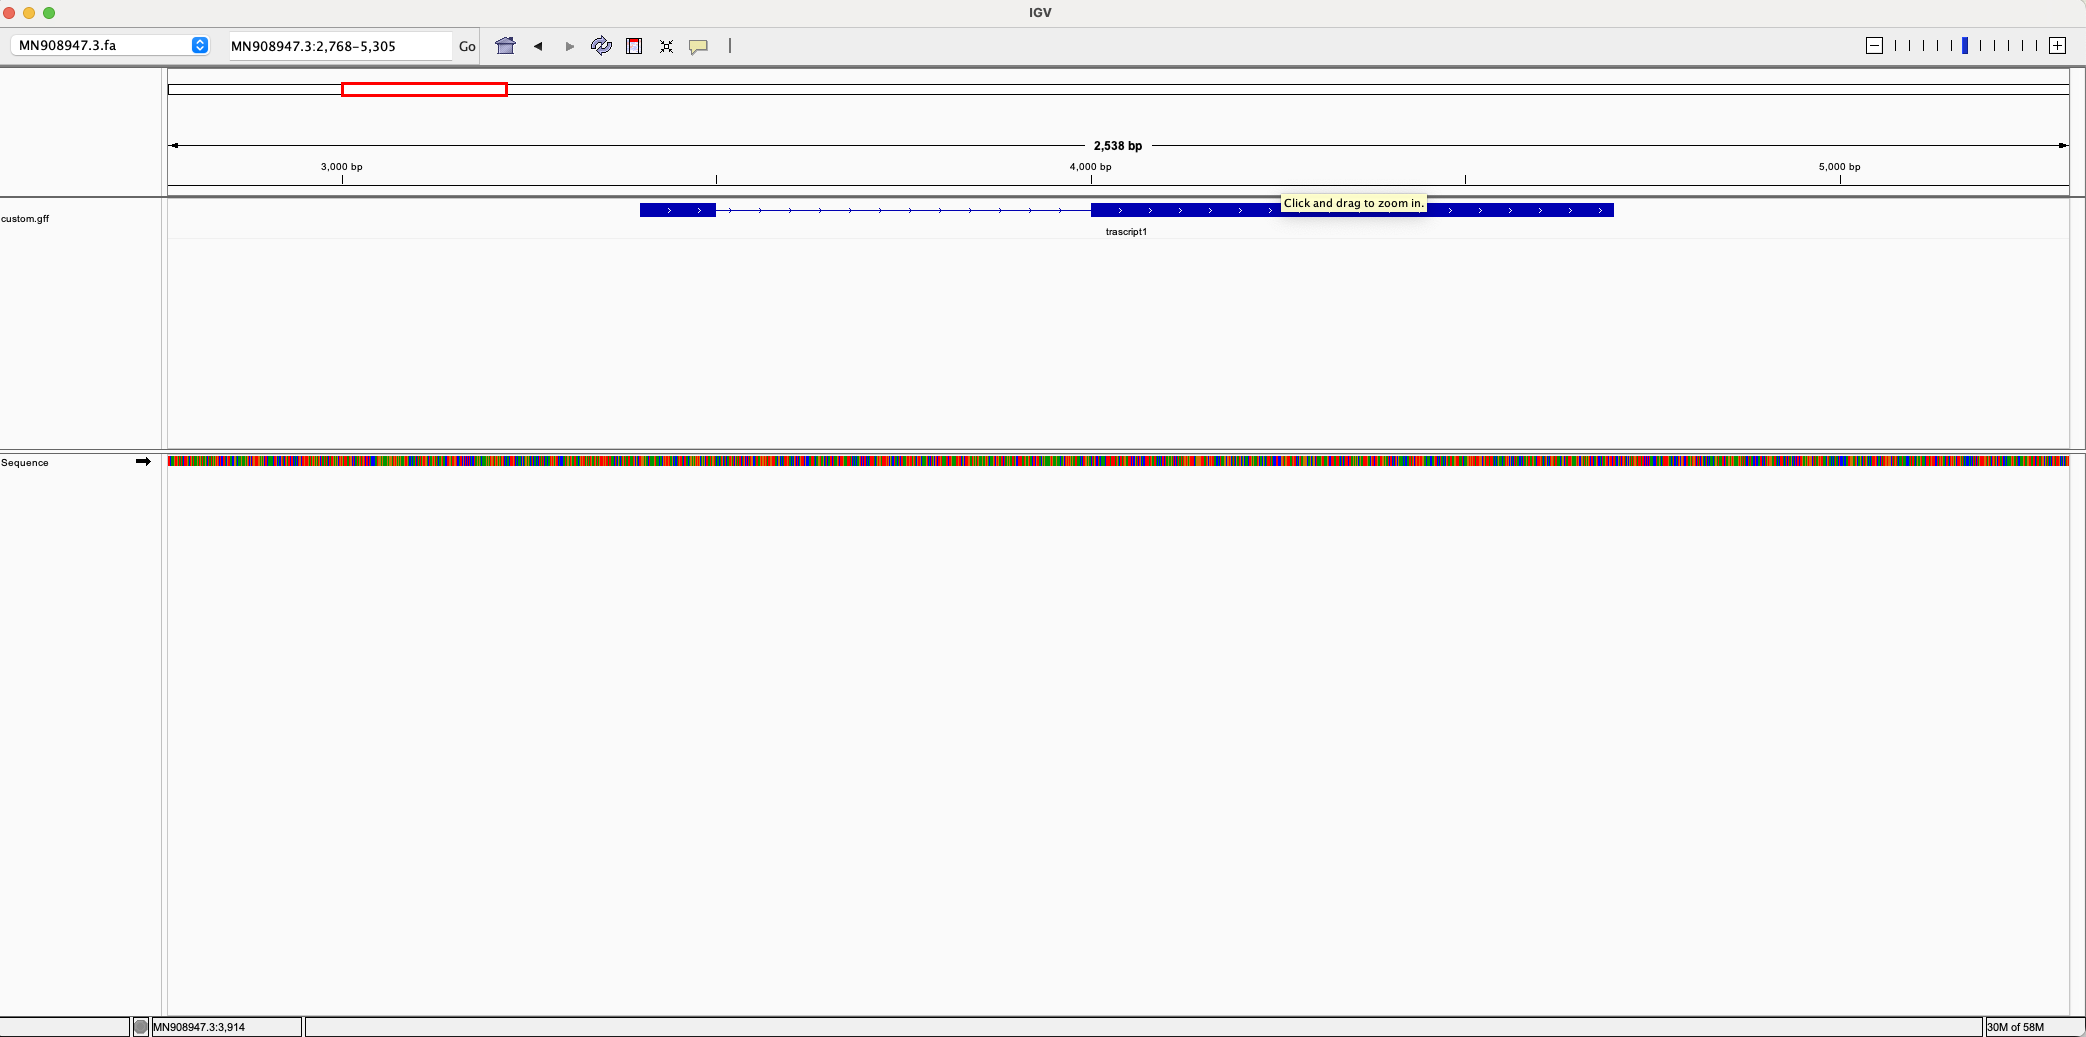 IGV
MN908947.3.fa
MN908947.3:2,768-5,305
Go
2,538 bp
3,000 bp 4,000 bp 5,000 bp
custom.gff
Click and drag to zoom in.
trascript1
Sequence
MN908947.3:3,914
30M of 58M